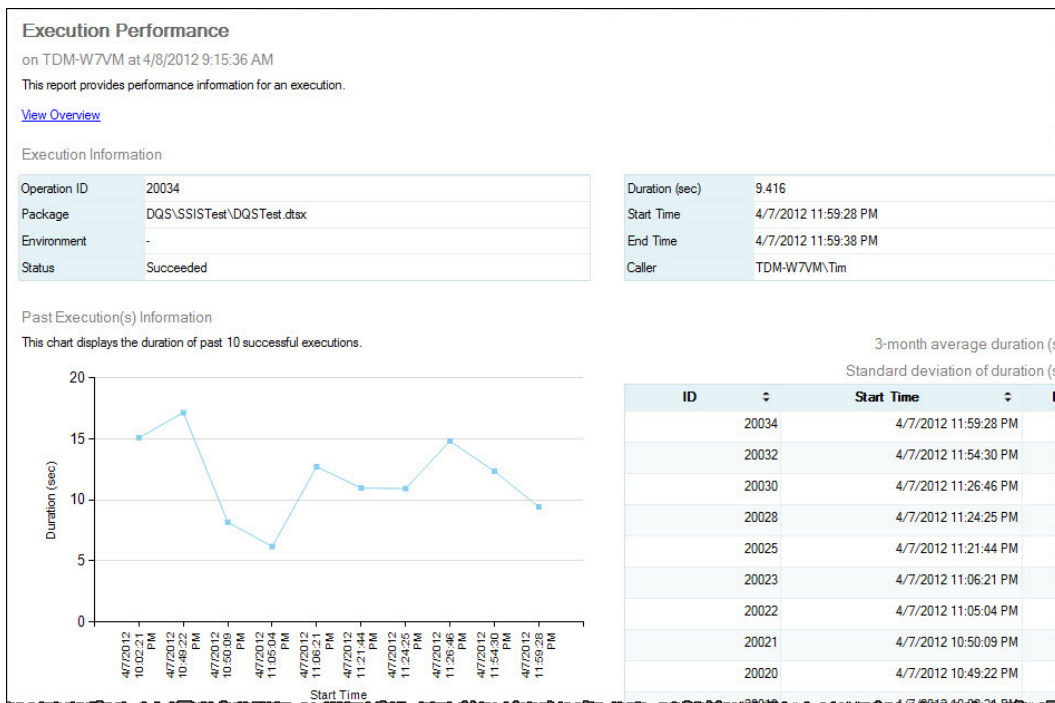 Execution Performance
on TDM-W7VM at 4/8/2012 9:15:36 AM
This report provides performance information for an execution.
View Overview
Execution Information
Operation ID 20034
Package DQS\SSISTest\DQSTest.dtsx
Environment -
Status Succeeded
Duration (sec) 9.416
Start Time 4/7/2012 11:59:28 PM
End Time 4/7/2012 11:59:38 PM
Caller TDM-W7VM\Tim
Past Execution(s) Information
This chart displays the duration of past 10 successful executions.
20
15
10
5
0
Duration (sec)
4/7/2012 10:02:21 PM
4/7/2012 10:49:22 PM
4/7/2012 10:50:09 PM
4/7/2012 11:05:04 PM
4/7/2012 11:06:21 PM
4/7/2012 11:21:44 PM
4/7/2012 11:24:25 PM
4/7/2012 11:26:46 PM
4/7/2012 11:54:30 PM
4/7/2012 11:59:28 PM
Start Time
3-month average duration (s
Standard deviation of duration (s
ID Start Time
20034 4/7/2012 11:59:28 PM
20032 4/7/2012 11:54:30 PM
20030 4/7/2012 11:26:46 PM
20028 4/7/2012 11:24:25 PM
20025 4/7/2012 11:21:44 PM
20023 4/7/2012 11:06:21 PM
20022 4/7/2012 11:05:04 PM
20021 4/7/2012 10:50:09 PM
20020 4/7/2012 10:49:22 PM